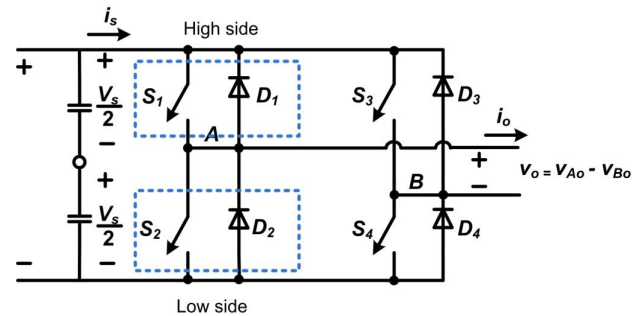 High side
i_s
+
+
+
V_s
2
−
S_1
D_1
S_3
D_3
A
i_o
+
−
v_o = v_Ao - v_Bo
B
+
V_s
2
−
−
S_2
D_2
S_4
D_4
Low side